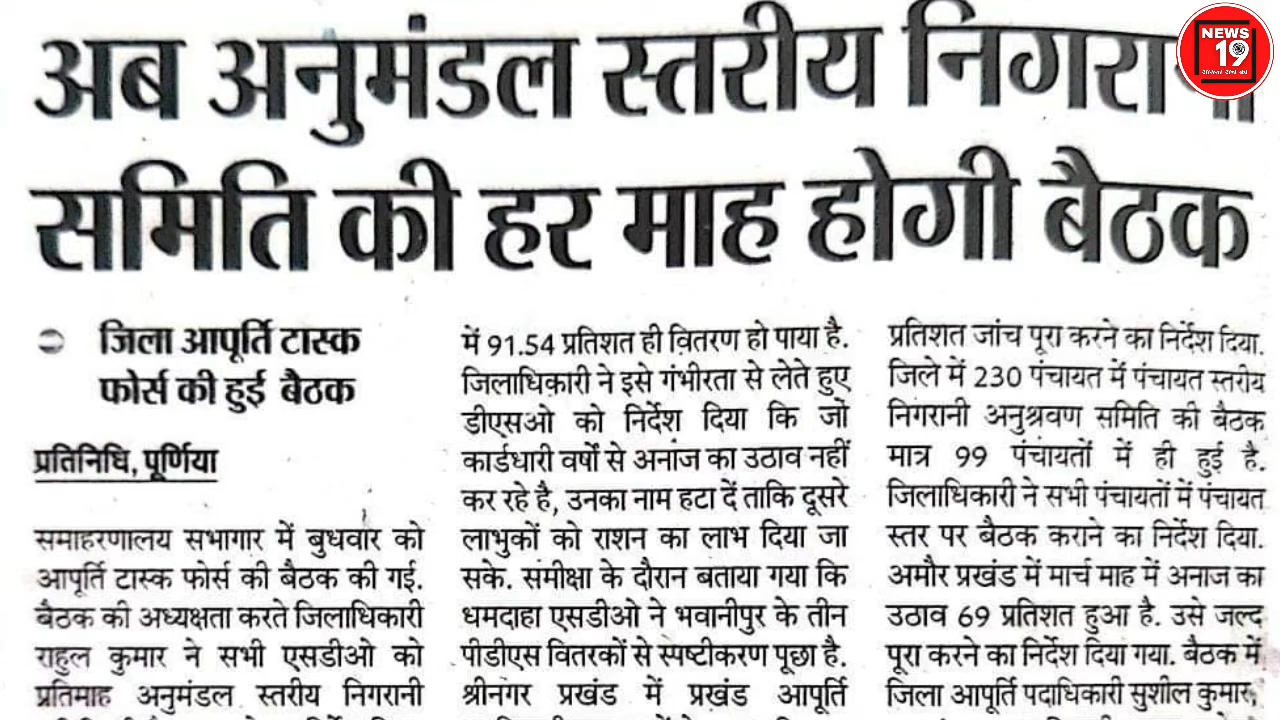 अब अनुमंडल स्तरीय
समिति की हर माह होगी बैठक
NEWS
19
जिला आपूर्ति टास्क
फोर्स की हुई बैठक
प्रतिनिधि, पूर्णिया
समाहरणालय सभागार में बुधवार को
आपूर्ति टास्क फोर्स की बैठक की गई.
बैठक की अध्यक्षता करते जिलाधिकारी
राहुल कुमार ने सभी एसडीओ को
प्रतिमाह अनुमंडल स्तरीय निगरानी
में 91.54 प्रतिशत ही वितरण हो पाया है.
जिलाधिकारी ने इसे गंभीरता से लेते हुए
डीएसओ को निर्देश दिया कि जो
कार्डधारी वर्षों से अनाज का उठाव नहीं
कर रहे है, उनका नाम हटा दें ताकि दूसरे
लाभुकों को राशन का लाभ दिया जा
सके. समीक्षा के दौरान बताया गया कि
धमदाहा एसडीओ ने भवानीपुर के तीन
पीडीएस वितरकों से स्पष्टीकरण पूछा है.
श्रीनगर प्रखंड में प्रखंड आपूर्ति
प्रतिशत जांच पूरा करने का निर्देश दिया.
जिले में 230 पंचायत में पंचायत स्तरीय
निगरानी अनुश्रवण समिति की बैठक
मात्र 99 पंचायतों में ही हुई है.
जिलाधिकारी ने सभी पंचायतों में पंचायत
स्तर पर बैठक कराने का निर्देश दिया.
अमौर प्रखंड में मार्च माह में अनाज का
उठाव 69 प्रतिशत हुआ है. उसे जल्द
पूरा करने का निर्देश दिया गया. बैठक में
जिला आपूर्ति पदाधिकारी सुशील कुमार,